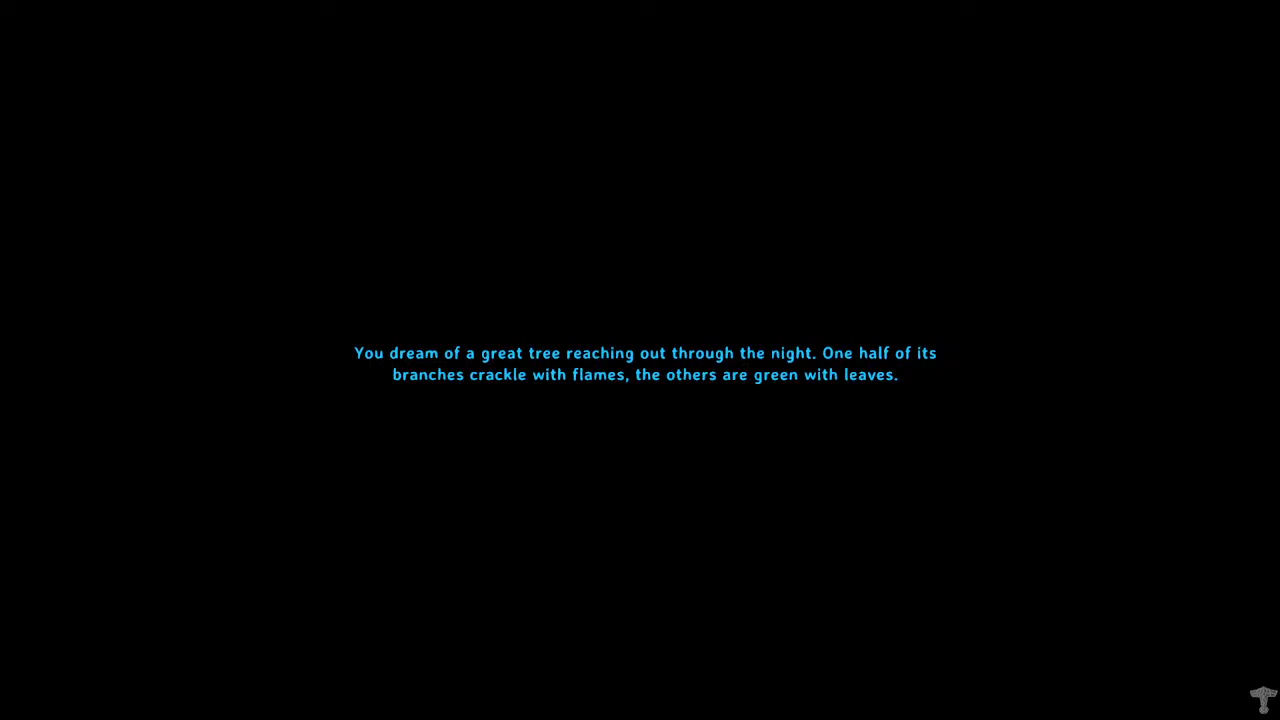 You dream of a great tree reaching out through the night. One half of its
branches crackle with flames, the others are green with leaves.